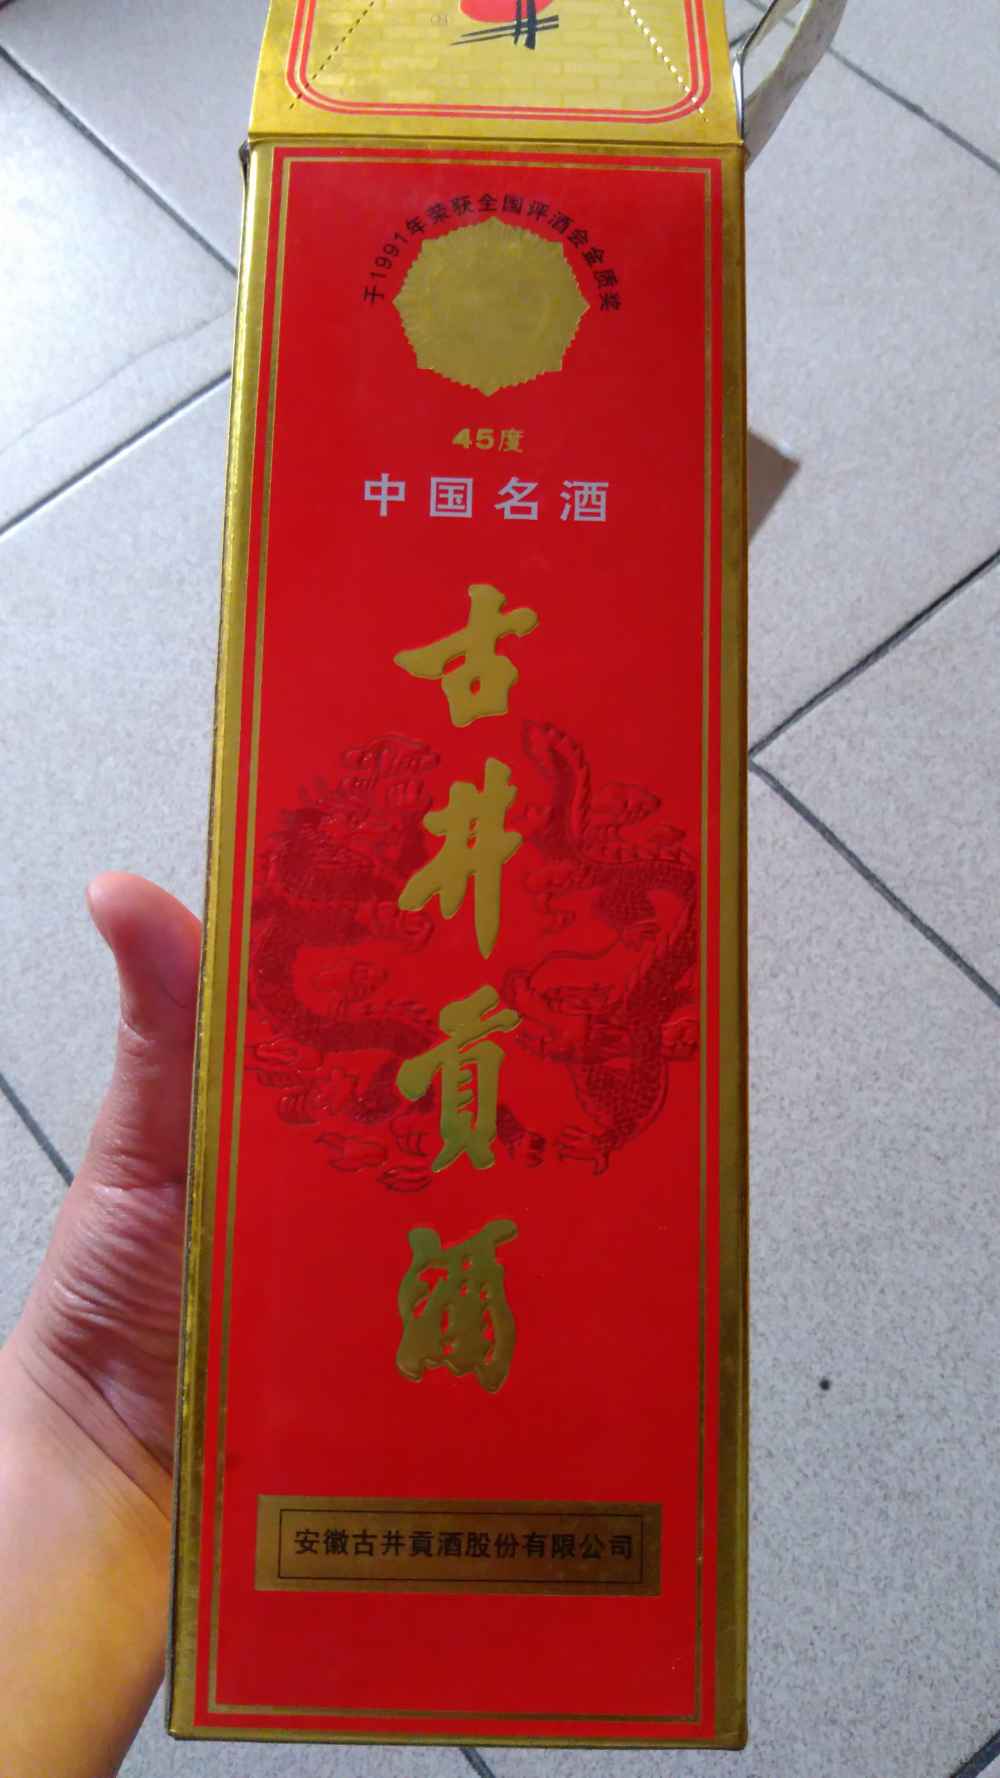 井
于1991年荣获全国评酒会金质奖
45度
中国名酒
古井贡酒
安徽古井貢酒股份有限公司